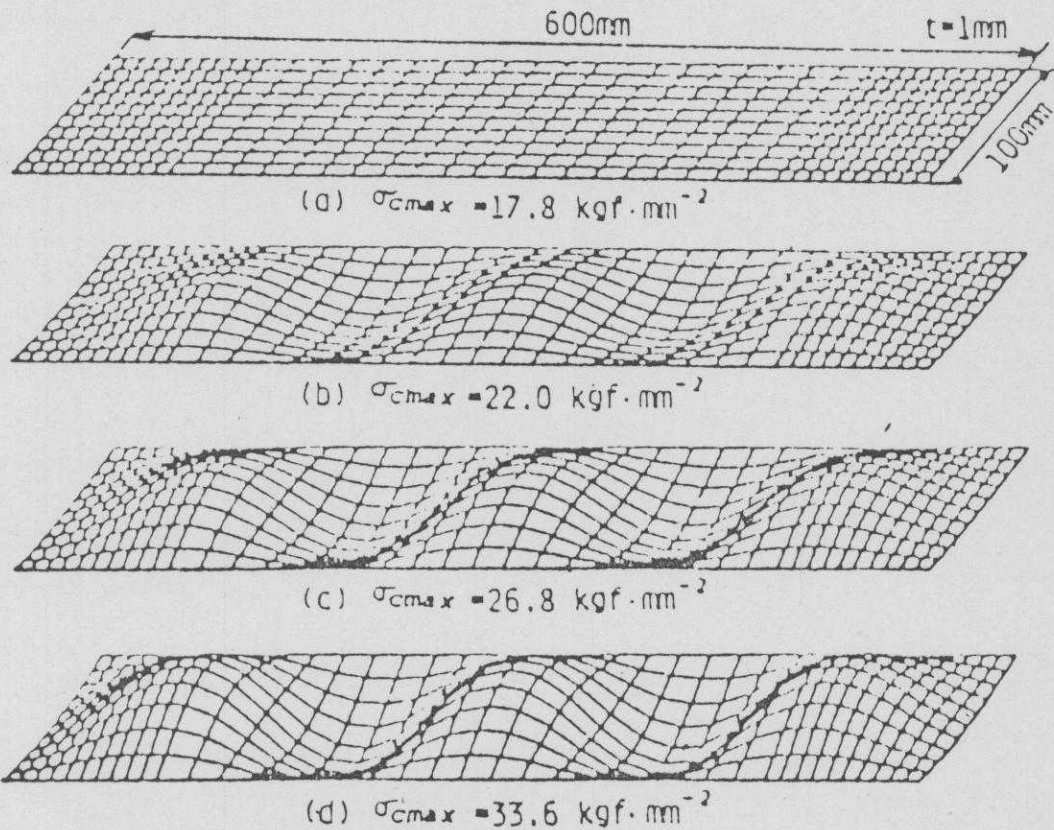 600mm t=1mm
100mm
(a) σcmax =17.8 kgf·mm⁻²
(b) σcmax =22.0 kgf·mm⁻²
(c) σcmax =26.8 kgf·mm⁻²
(d) σcmax =33.6 kgf·mm⁻²